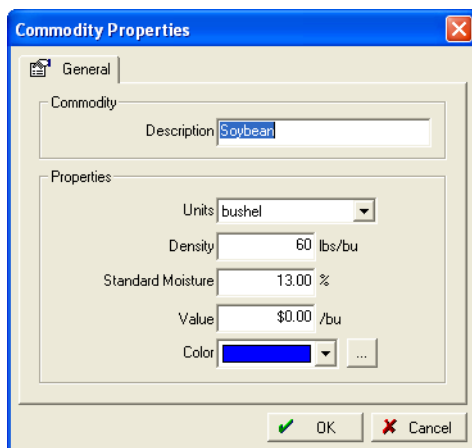 Commodity Properties
General
Commodity
Description Soybean
Properties
Units bushel
Density 60 lbs/bu
Standard Moisture 13.00 %
Value $0.00 /bu
Color ...
OK Cancel